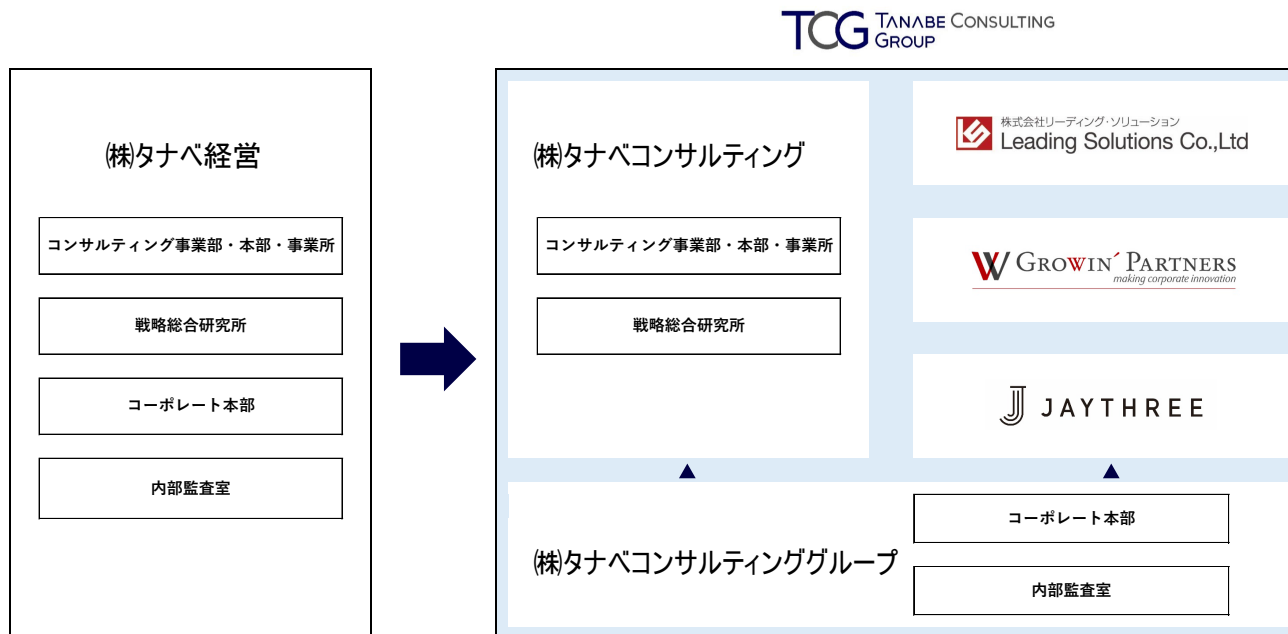 TCG TANABE CONSULTING
GROUP
㈱タナベ経営
コンサルティング事業部・本部・事業所
戦略総合研究所
コーポレート本部
内部監査室
㈱タナベコンサルティング
コンサルティング事業部・本部・事業所
戦略総合研究所
株式会社リーディング・ソリューション
Leading Solutions Co.,Ltd
GROWIN´ PARTNERS
making corporate innovation
JAYTHREE
㈱タナベコンサルティンググループ
コーポレート本部
内部監査室